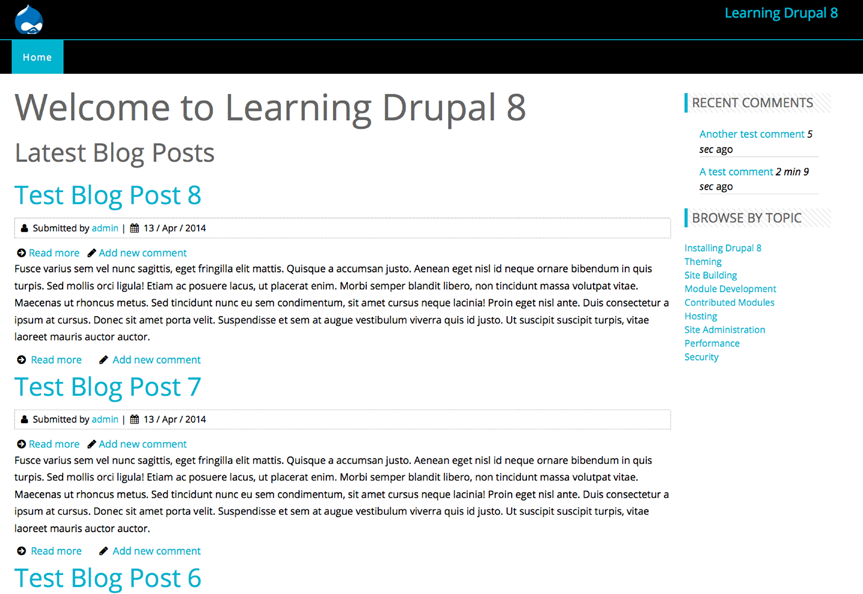 Learning Drupal 8
Home
Welcome to Learning Drupal 8
Latest Blog Posts
Test Blog Post 8
Submitted by admin | 13 / Apr / 2014
Read more Add new comment
Fusce varius sem vel nunc sagittis, eget fringilla elit mattis. Quisque a accumsan justo. Aenean eget nisl id neque ornare bibendum in quis
turpis. Sed mollis orci ligula! Etiam ac posuere lacus, ut placerat enim. Morbi semper blandit libero, non tincidunt massa volutpat vitae.
Maecenas ut rhoncus metus. Sed tincidunt nunc eu sem condimentum, sit amet cursus neque lacinia! Proin eget nisl ante. Duis consectetur a
ipsum at cursus. Donec sit amet porta velit. Suspendisse et sem at augue vestibulum viverra quis id justo. Ut suscipit suscipit turpis, vitae
laoreet mauris auctor auctor.
Read more Add new comment
Test Blog Post 7
Submitted by admin | 13 / Apr / 2014
Read more Add new comment
Fusce varius sem vel nunc sagittis, eget fringilla elit mattis. Quisque a accumsan justo. Aenean eget nisl id neque ornare bibendum in quis
turpis. Sed mollis orci ligula! Etiam ac posuere lacus, ut placerat enim. Morbi semper blandit libero, non tincidunt massa volutpat vitae.
Maecenas ut rhoncus metus. Sed tincidunt nunc eu sem condimentum, sit amet cursus neque lacinia! Proin eget nisl ante. Duis consectetur a
ipsum at cursus. Donec sit amet porta velit. Suspendisse et sem at augue vestibulum viverra quis id justo. Ut suscipit suscipit turpis, vitae
laoreet mauris auctor auctor.
Read more Add new comment
Test Blog Post 6
RECENT COMMENTS
Another test comment 5
sec ago
A test comment 2 min 9
sec ago
BROWSE BY TOPIC
Installing Drupal 8
Theming
Site Building
Module Development
Contributed Modules
Hosting
Site Administration
Performance
Security